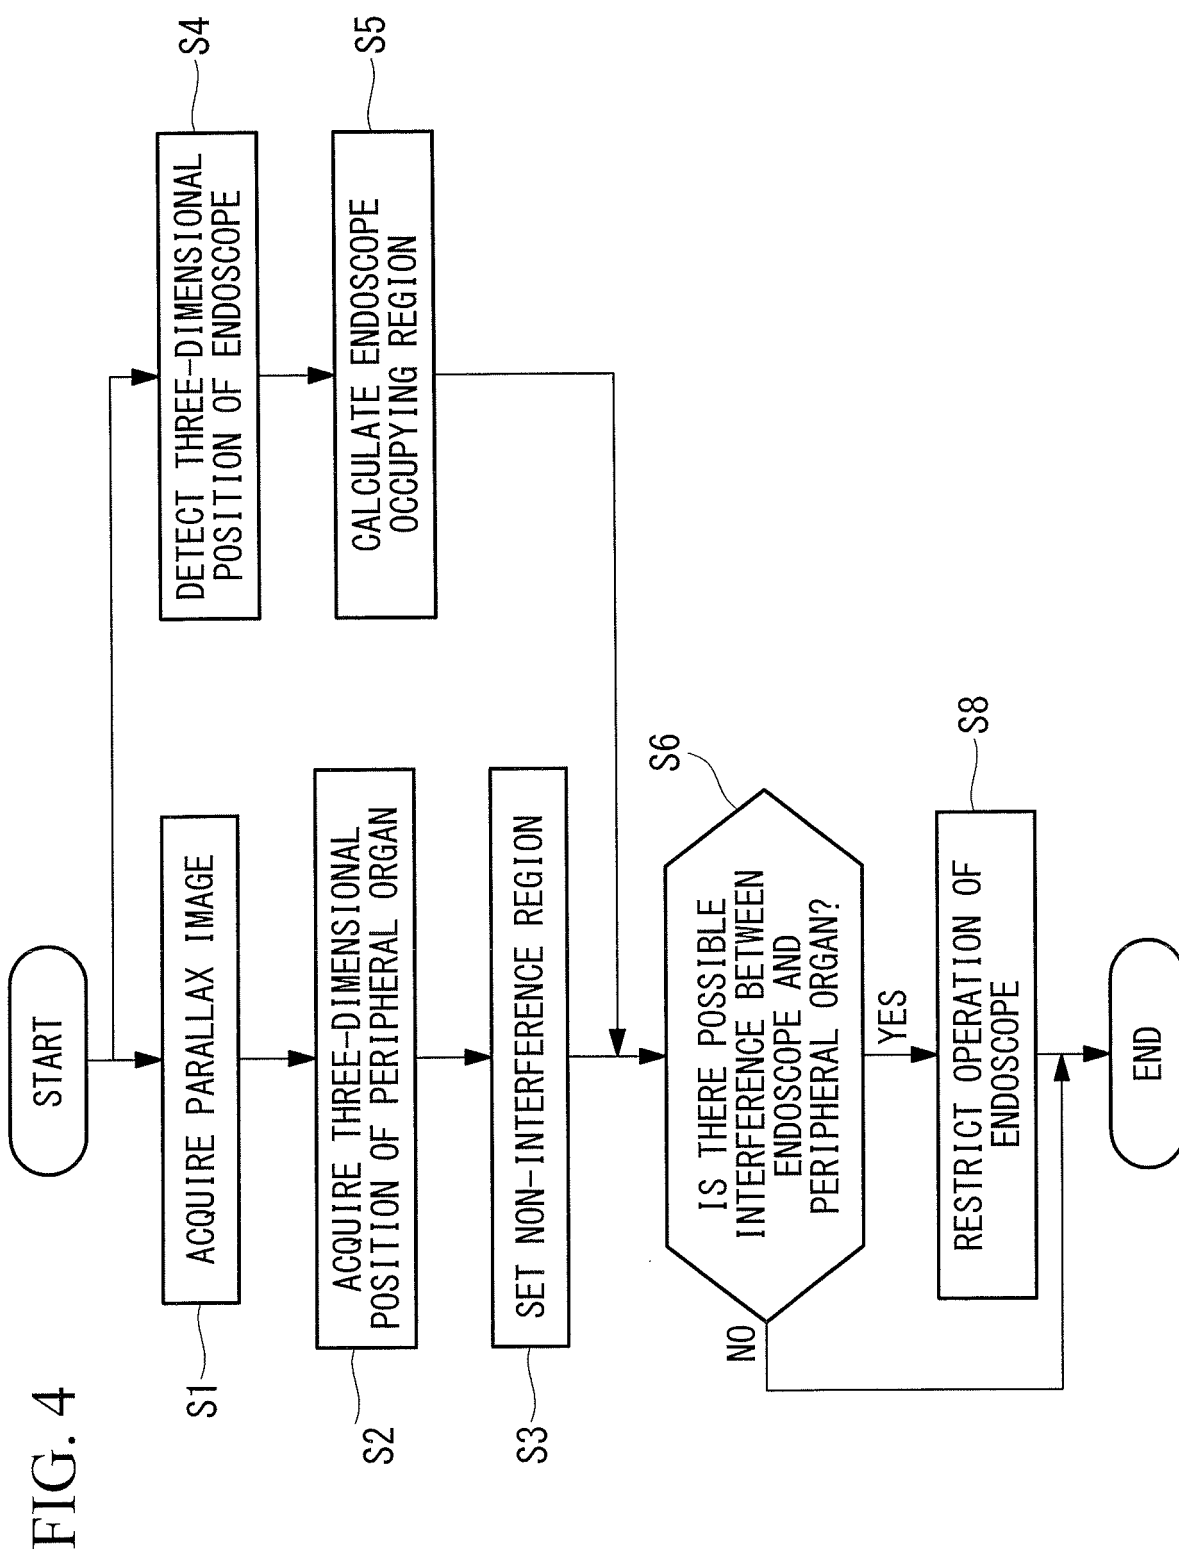 FIG. 4
START
S1
ACQUIRE PARALLAX IMAGE
S4
DETECT THREE-DIMENSIONAL
POSITION OF ENDOSCOPE
S2
ACQUIRE THREE-DIMENSIONAL
POSITION OF PERIPHERAL ORGAN
S5
CALCULATE ENDOSCOPE
OCCUPYING REGION
S3
SET NON-INTERFERENCE REGION
S6
IS THERE POSSIBLE
INTERFERENCE BETWEEN
ENDOSCOPE AND
PERIPHERAL ORGAN?
NO
YES
S8
RESTRICT OPERATION OF
ENDOSCOPE
END